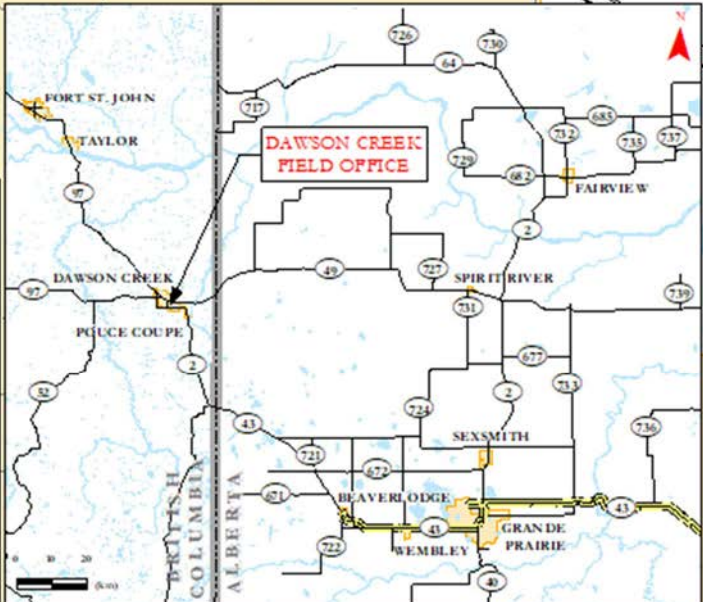 N
726
730
64
717
FORT ST. JOHN
685
732
735
737
TAYLOR
DAWSON CREEK
FIELD OFFICE
729
682
FAIRVIEW
97
2
DAWSON CREEK
49
727
SPIRIT RIVER
97
739
731
POUCE COUPE
677
2
2
733
52
724
43
736
SEXSMITH
721
672
671
BEAVERLODGE
43
43
GRANDE
PRAIRIE
722
WEMBLEY
40
BRITISH
COLUMBIA
ALBERTA
0 10 20
(km)